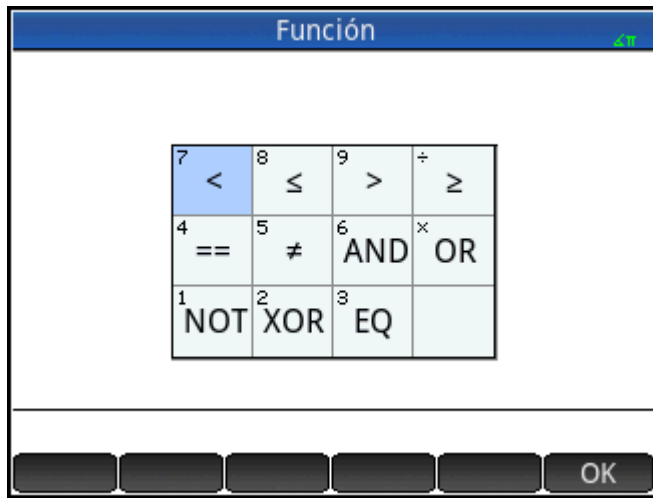 Función
∡π
7 < 8 ≤ 9 > ÷ ≥
4 == 5 ≠ 6 AND × OR
1 NOT 2 XOR 3 EQ
OK